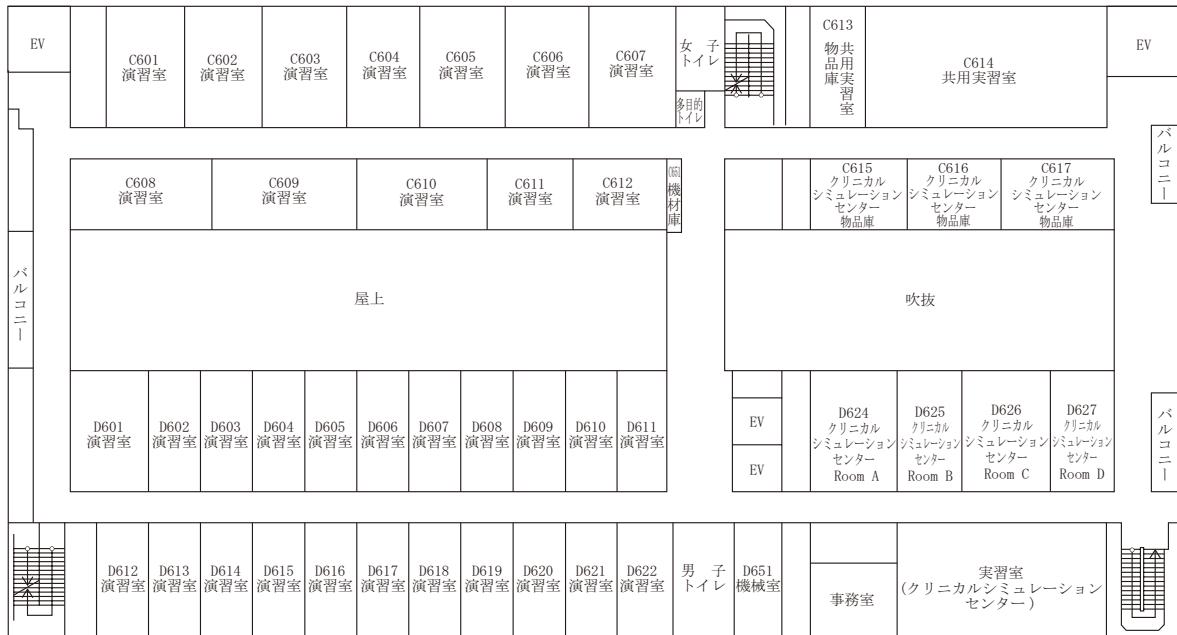 EV
C601
演習室
C602
演習室
C603
演習室
C604
演習室
C605
演習室
C606
演習室
C607
演習室
女　子
トイレ
多目的
トイレ
C613
共用実習室
物品庫
C614
共用実習室
EV
バルコニー
C608
演習室
C609
演習室
C610
演習室
C611
演習室
C612
演習室
C651
機材庫
C615
クリニカル
シミュレーション
センター
物品庫
C616
クリニカル
シミュレーション
センター
物品庫
C617
クリニカル
シミュレーション
センター
物品庫
バルコニー
屋上
吹抜
D601
演習室
D602
演習室
D603
演習室
D604
演習室
D605
演習室
D606
演習室
D607
演習室
D608
演習室
D609
演習室
D610
演習室
D611
演習室
EV
EV
D624
クリニカル
シミュレーション
センター
Room A
D625
クリニカル
シミュレーション
センター
Room B
D626
クリニカル
シミュレーション
センター
Room C
D627
クリニカル
シミュレーション
センター
Room D
バルコニー
D612
演習室
D613
演習室
D614
演習室
D615
演習室
D616
演習室
D617
演習室
D618
演習室
D619
演習室
D620
演習室
D621
演習室
D622
演習室
男　子
トイレ
D651
機械室
事務室
実習室
(クリニカルシミュレーション
センター)